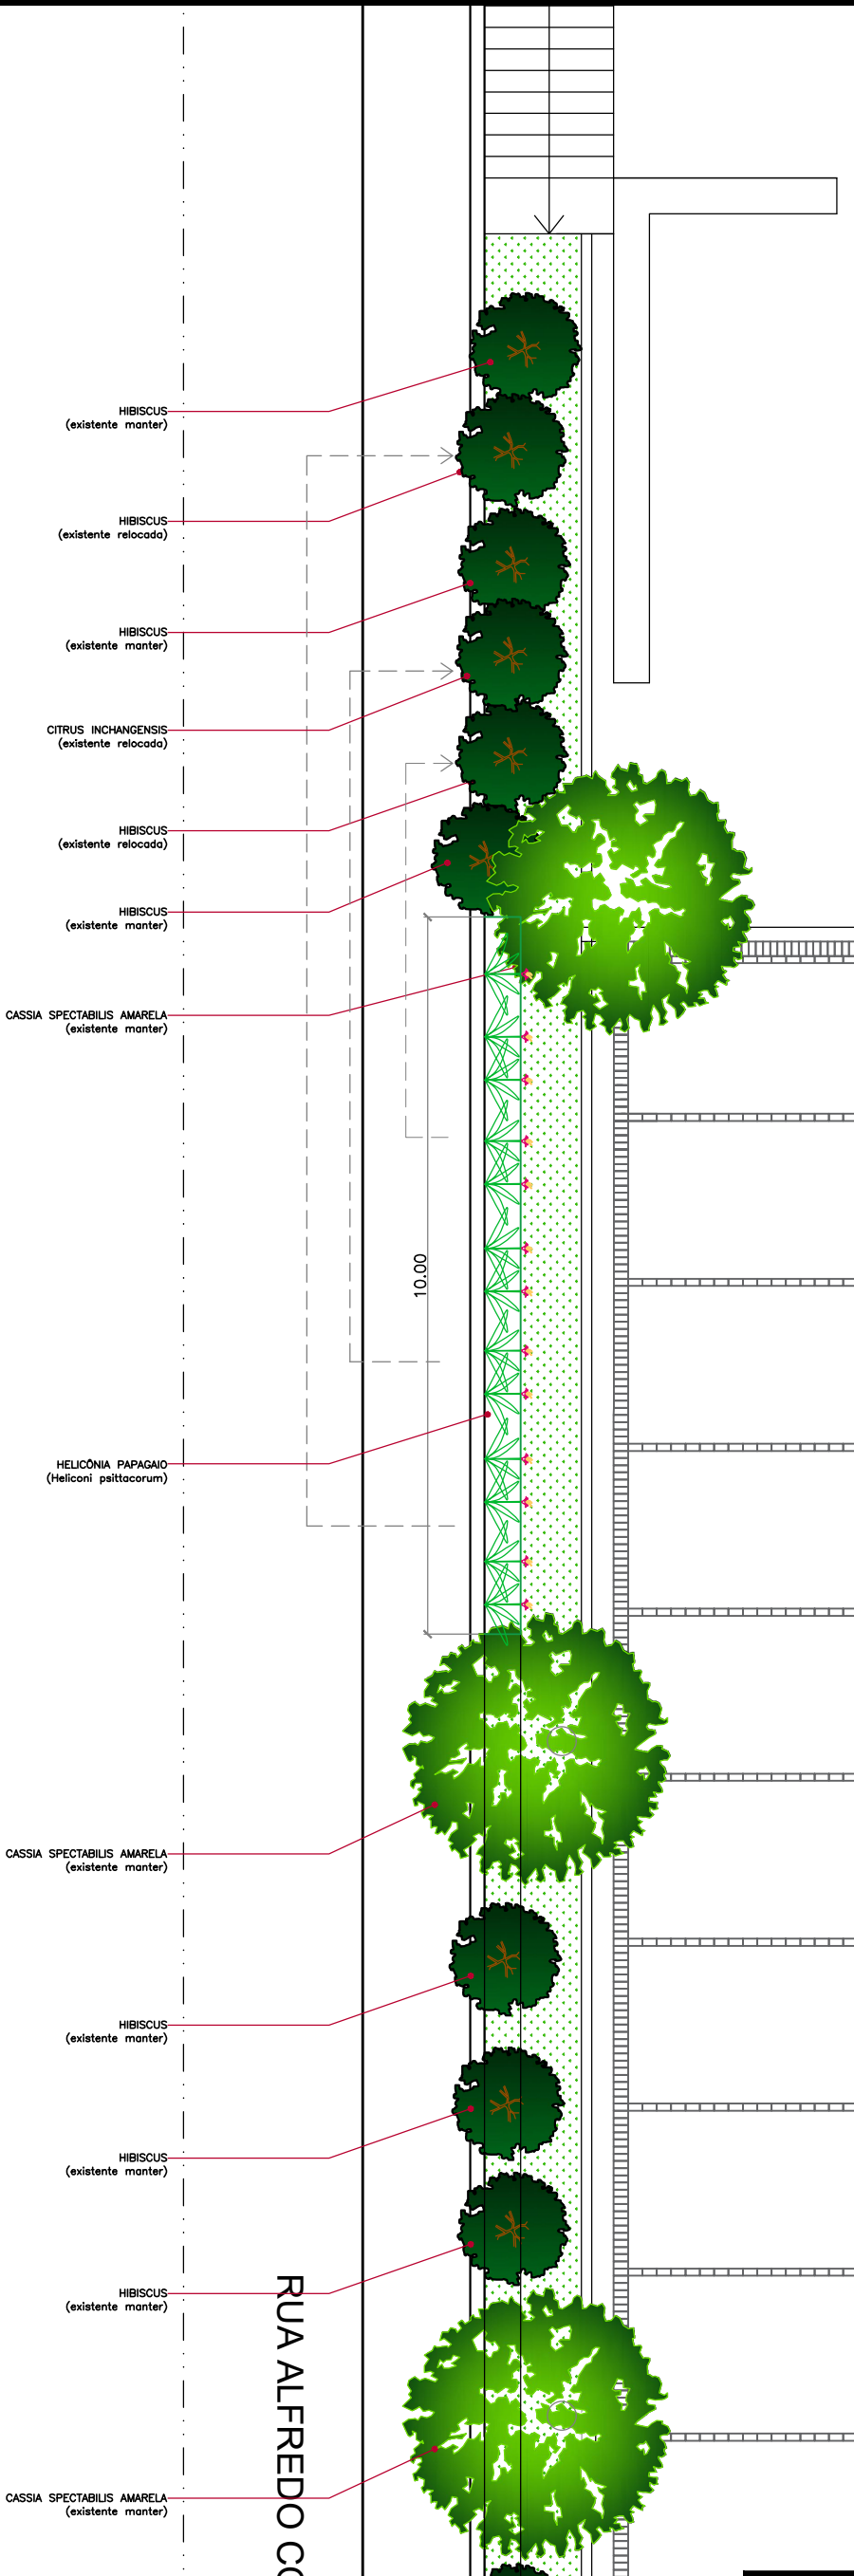 HIBISCUS
(existente manter)
HIBISCUS
(existente relocada)
HIBISCUS
(existente manter)
CITRUS INCHANGENSIS
(existente relocada)
HIBISCUS
(existente relocada)
HIBISCUS
(existente manter)
CASSIA SPECTABILIS AMARELA
(existente manter)
10.00
HELICÔNIA PAPAGAIO
(Heliconi psittacorum)
CASSIA SPECTABILIS AMARELA
(existente manter)
HIBISCUS
(existente manter)
HIBISCUS
(existente manter)
HIBISCUS
(existente manter)
RUA ALFREDO CO
CASSIA SPECTABILIS AMARELA
(existente manter)